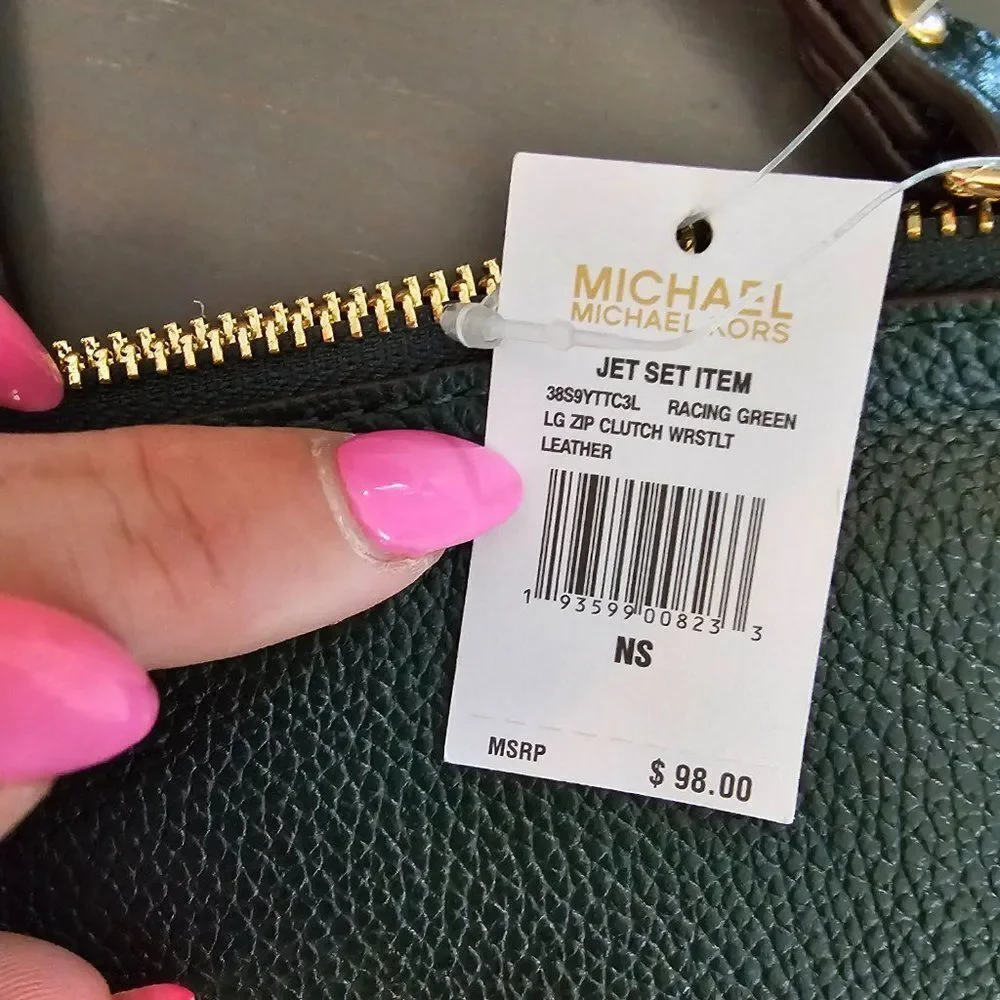 MICHAEL
MICHAEL KORS
JET SET ITEM
38S9YTTC3L RACING GREEN
LG ZIP CLUTCH WRSTLT
LEATHER
1 93599 00823 3
NS
MSRP $ 98.00